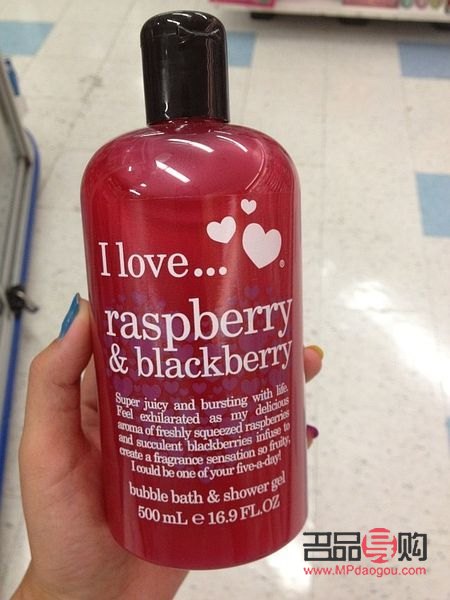 I love...
®
raspberry
& blackberry
Super juicy and bursting with life.
Feel exhilarated as my delicious
aroma of freshly squeezed raspberries
and succulent blackberries infuse to
create a fragrance sensation so fruity,
I could be one of your five-a-day!
bubble bath & shower gel
500 mL e 16.9 FL.OZ
名品导购
www.MPdaogou.com